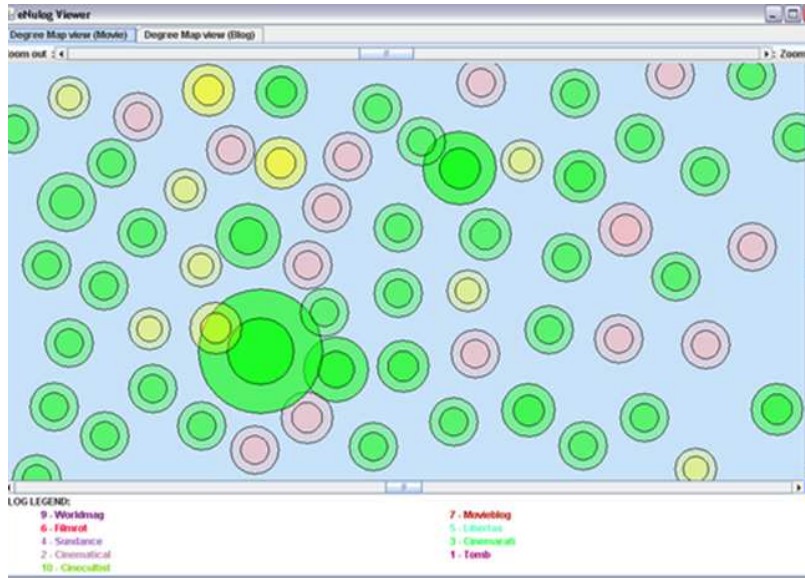 eNulog Viewer
Degree Map view (Movie) Degree Map view (Blog)
oom out : : Zoom
LOG LEGEND:
9 - Worldmag 7 - Movieblog
6 - Filmrot 5 - Libertas
4 - Sundance 3 - Cinemarati
2 - Cinematical 1 - Tomb
10 - Cinecultist